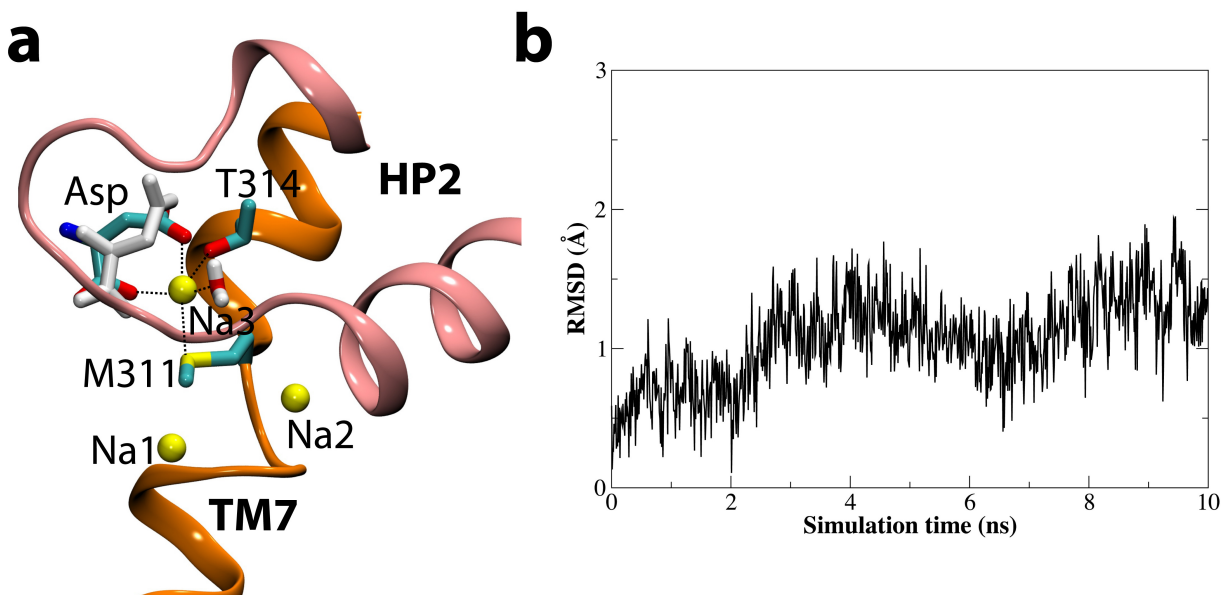 a
b
Asp
T314
HP2
Na3
M311
Na2
Na1
TM7
3
2
1
0
RMSD (Å)
0 2 4 6 8 10
Simulation time (ns)